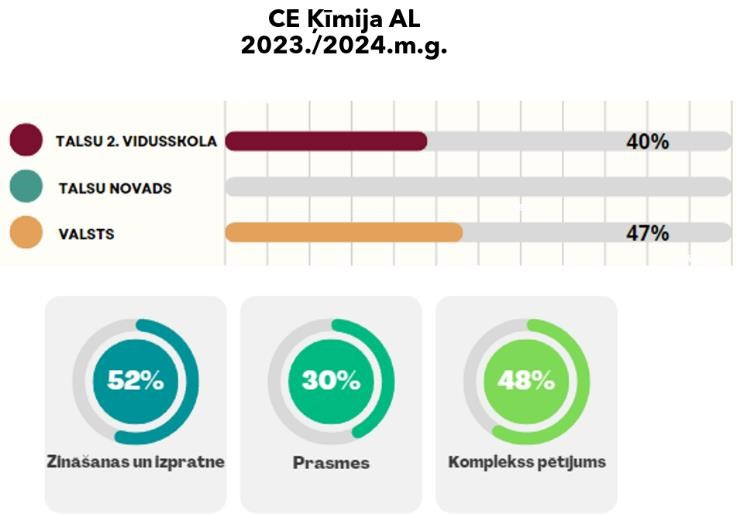 CE Ķīmija AL
2023./2024.m.g.
TALSU 2. VIDUSSKOLA 40%
TALSU NOVADS
VALSTS 47%
52% 30% 48%
Zināšanas un izpratne Prasmes Komplekss pētījums